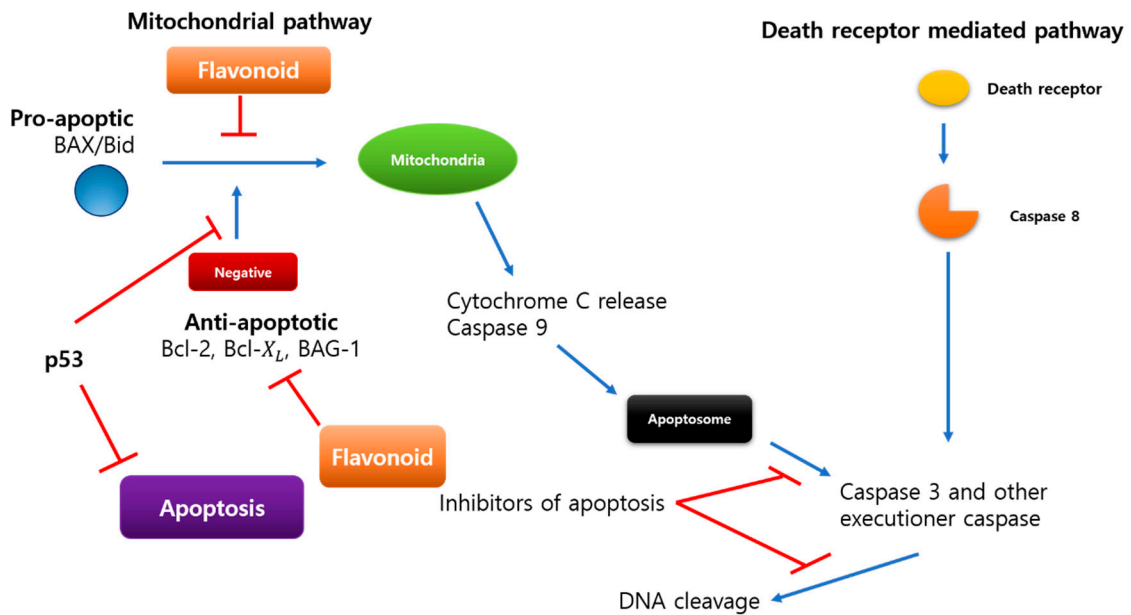 Mitochondrial pathway
Flavonoid
Pro-apoptic
BAX/Bid
Mitochondria
Negative
Anti-apoptotic
Bcl-2, Bcl-X_L, BAG-1
p53
Flavonoid
Apoptosis
Cytochrome C release
Caspase 9
Apoptosome
Inhibitors of apoptosis
Death receptor mediated pathway
Death receptor
Caspase 8
Caspase 3 and other
executioner caspase
DNA cleavage